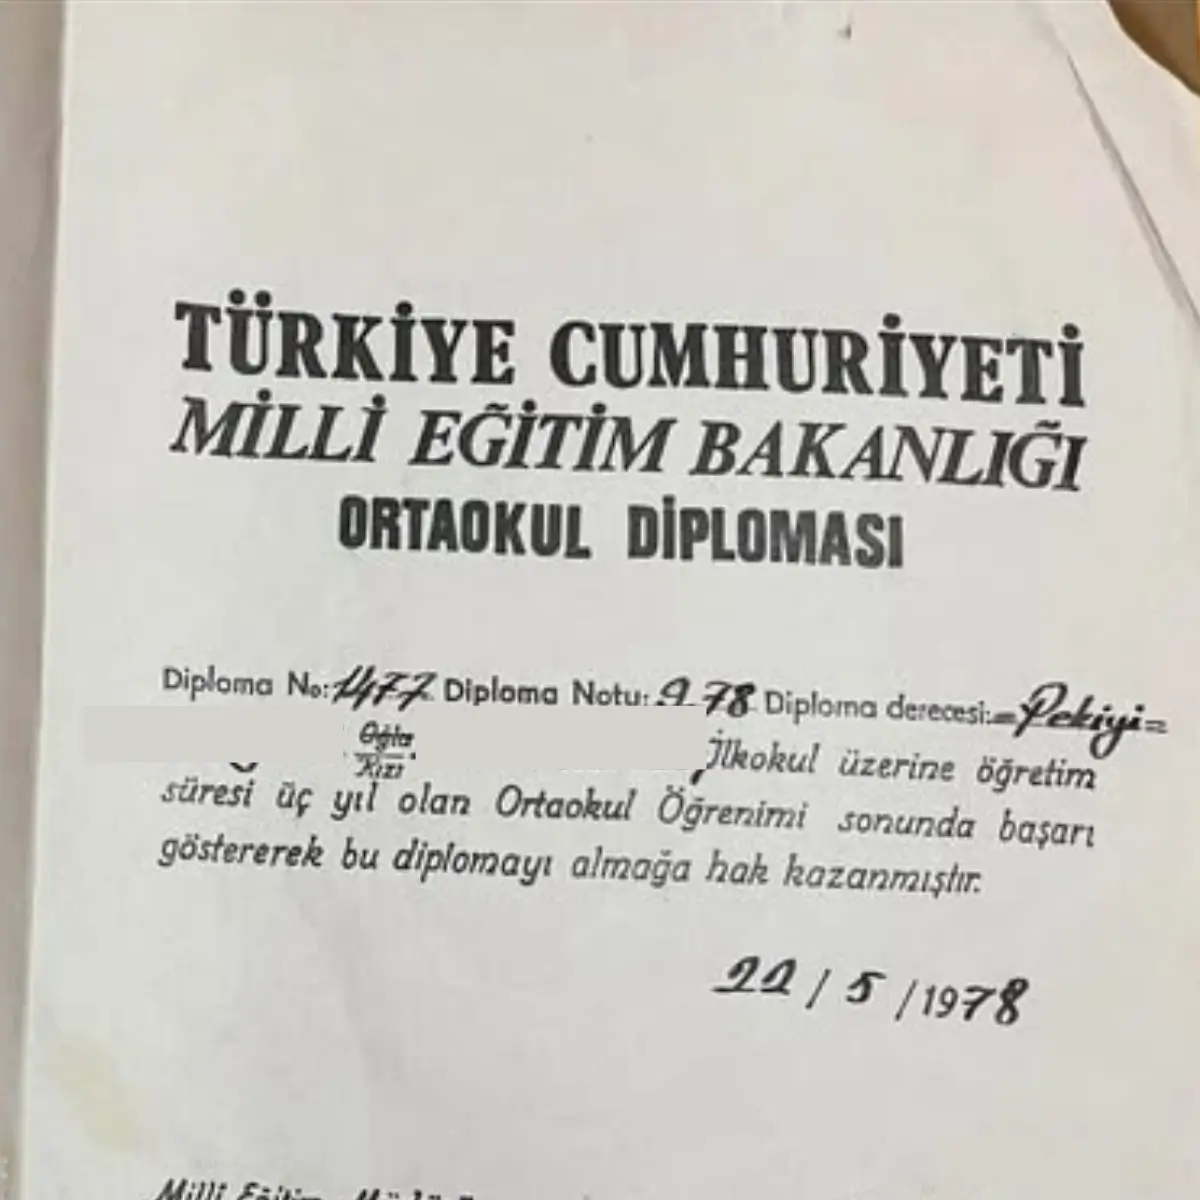 TÜRKİYE CUMHURİYETİ
MİLLİ EĞİTİM BAKANLIĞI
ORTAOKUL DİPLOMASI
Diploma No: 1477 Diploma Notu: 9.78 Diploma derecesi: =Pekiyi=
Oğlu
Kızı İlkokul üzerine öğretim
süresi üç yıl olan Ortaokul Öğrenimi sonunda başarı
göstererek bu diplomayı almağa hak kazanmıştır.
22 / 5 / 1978
Milli Eğitim